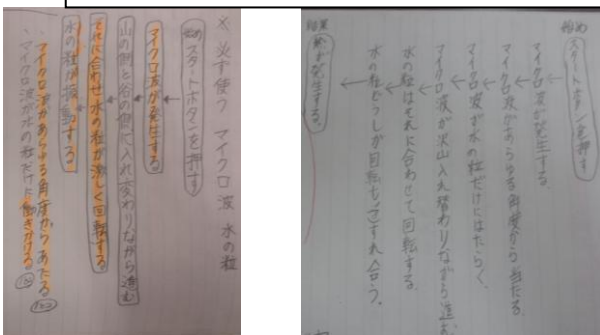 ※ 火を使う マイクロ波 水の粒
始め スタートボタンを押す
マイクロ波が発生する。
山の側と谷の側で入れ変わりながら進む
それに合わせ水の粒が激しく回転する。
水の粒が振動する
、マイクロ波があらゆる角度からあたる
、マイクロ波が水の粒だけに働きかける
始め
スタートボタンを押す
マイクロ波が発生する。
マイクロ波があらゆる角度から当たる。
マイクロ波が水の粒だけにはたらく。
マイクロ波が沢山入れ替わりながら進む
水の粒はそれに合わせて回転する。
水の粒どうしが回転も こすれ合う。
結果
熱が発生する。